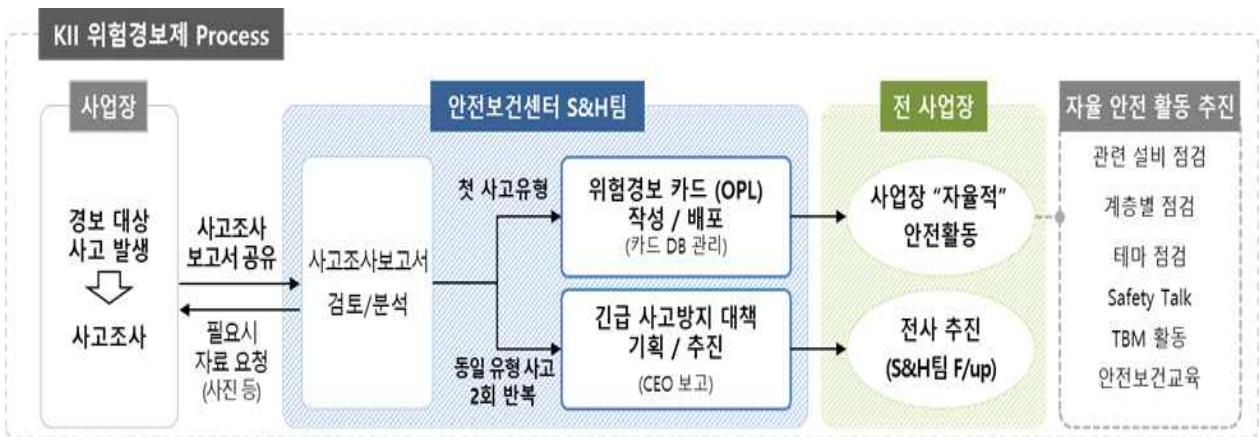 KII 위험경보제 Process
사업장
경보 대상
사고 발생
사고조사
사고조사
보고서 공유
필요시
자료 요청
(사진 등)
안전보건센터 S&H팀
사고조사보고서
검토/분석
첫 사고유형
동일 유형 사고
2회 반복
위험경보 카드 (OPL)
작성 / 배포
(카드 DB 관리)
긴급 사고방지 대책
기획 / 추진
(CEO 보고)
전 사업장
사업장 “자율적”
안전활동
전사 추진
(S&H팀 F/up)
자율 안전 활동 추진
관련 설비 점검
계층별 점검
테마 점검
Safety Talk
TBM 활동
안전보건교육